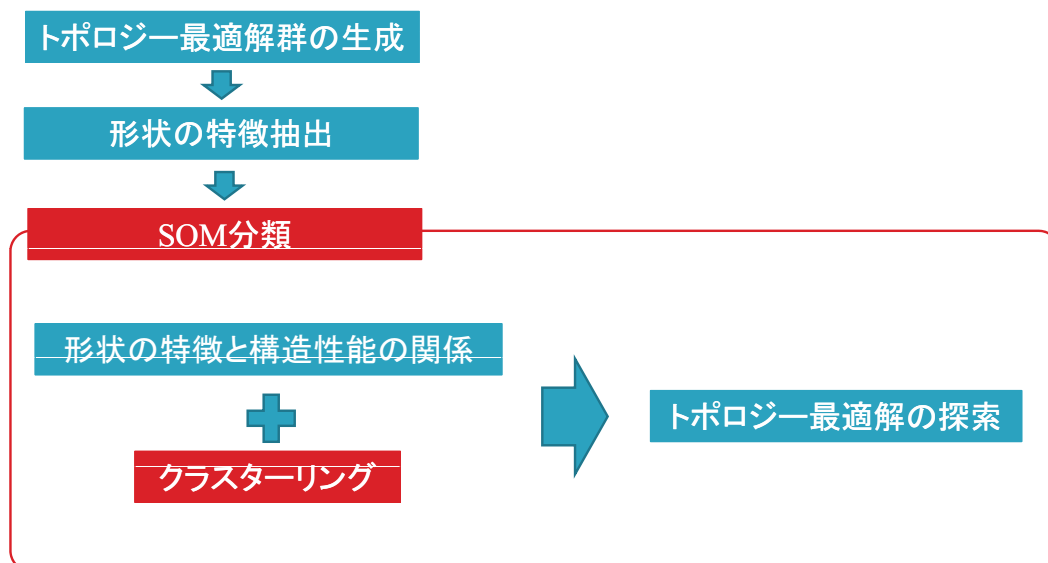 トポロジー最適解群の生成
形状の特徴抽出
SOM分類
形状の特徴と構造性能の関係
クラスターリング
トポロジー最適解の探索